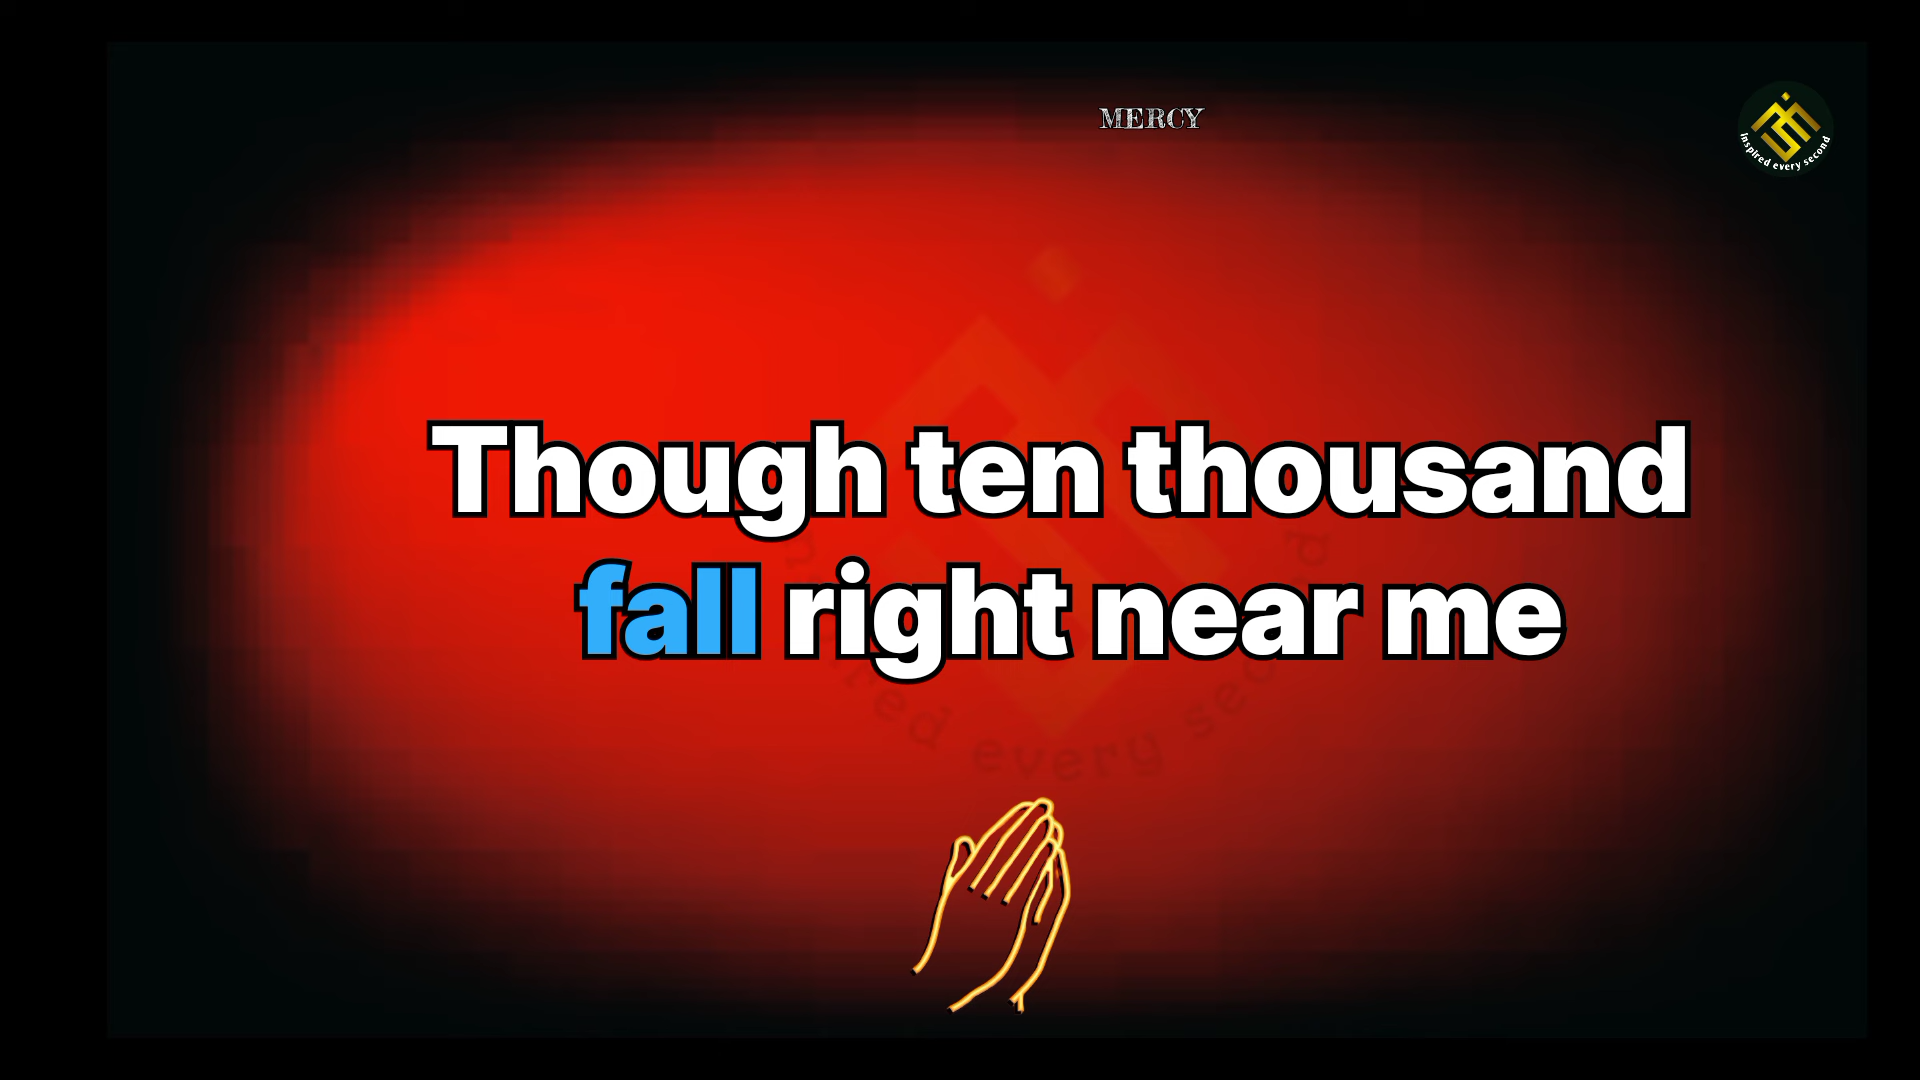 MERCY
Inspired every second
Though ten thousand
fall right near me